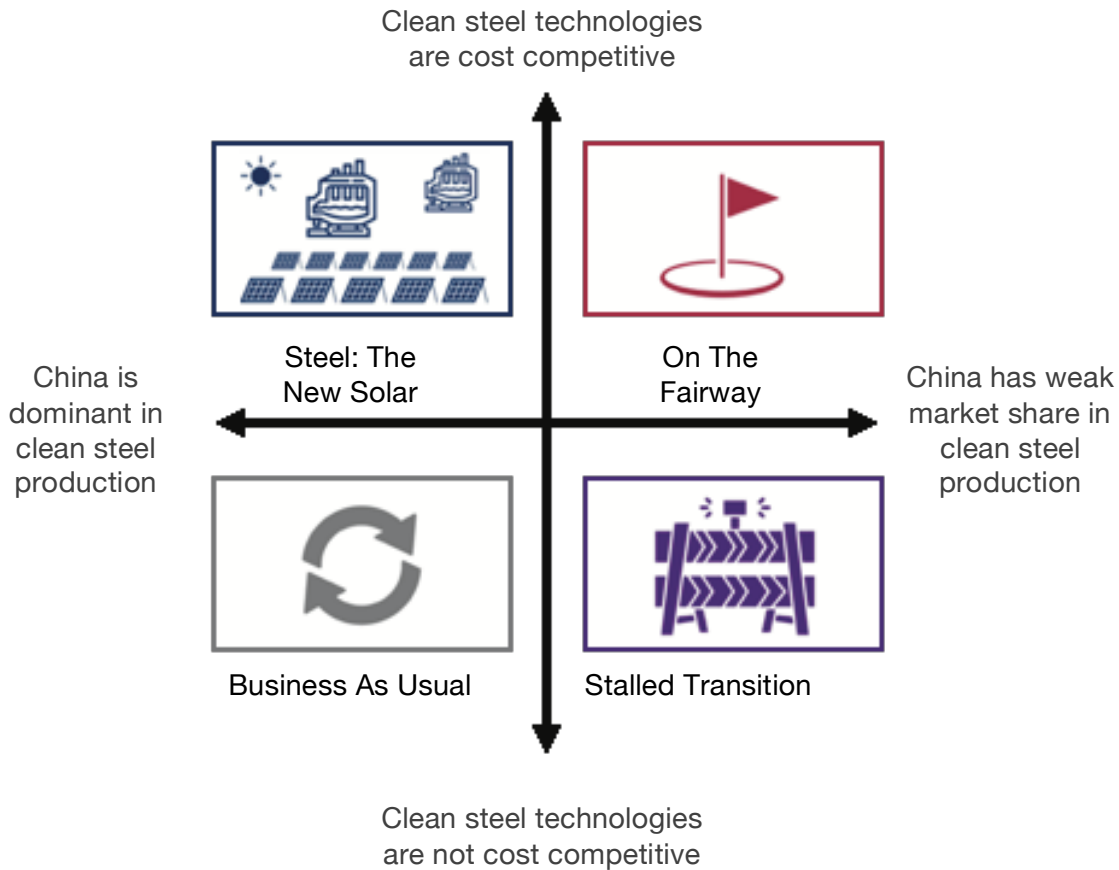 Clean steel technologies
are cost competitive
Steel: The
New Solar
On The
Fairway
China is
dominant in
clean steel
production
China has weak
market share in
clean steel
production
Business As Usual
Stalled Transition
Clean steel technologies
are not cost competitive